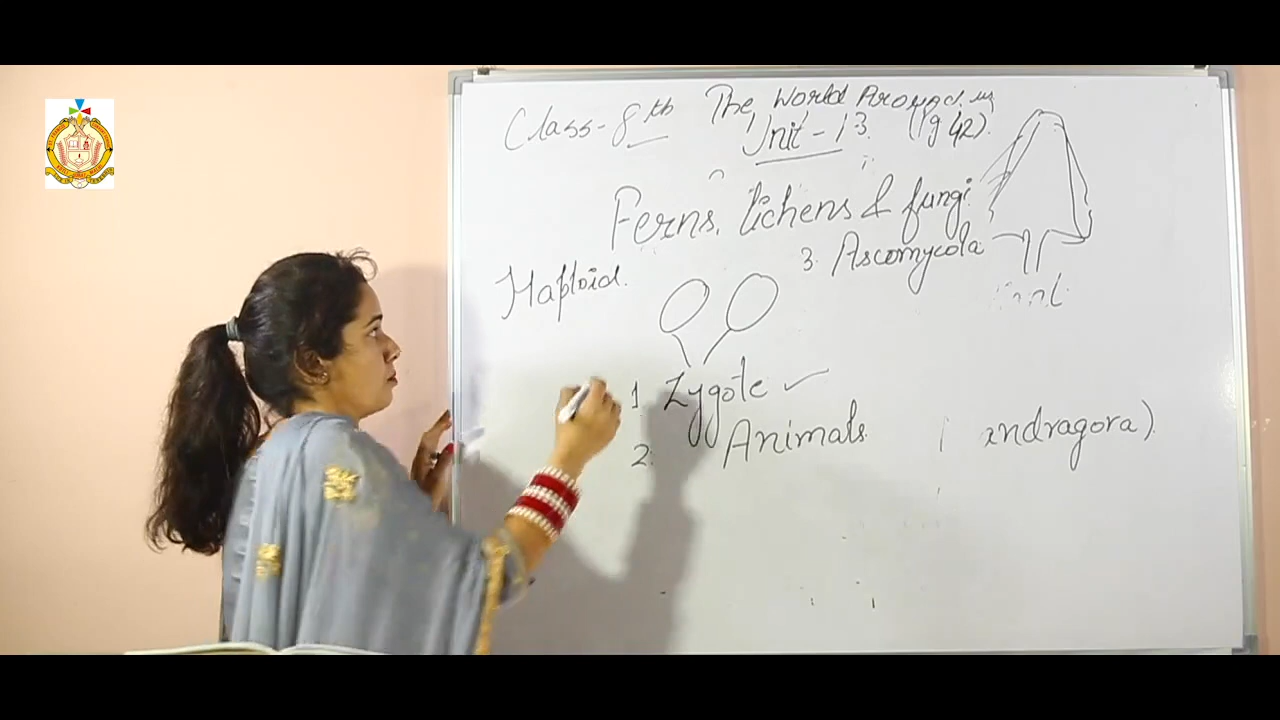 Class-8th The World Around us
Unit-13. (Pg 42).
Ferns, lichens & fungi.
3. Ascomycota
Haploid.
1. Zygote ✓
2. Animals. andragora).